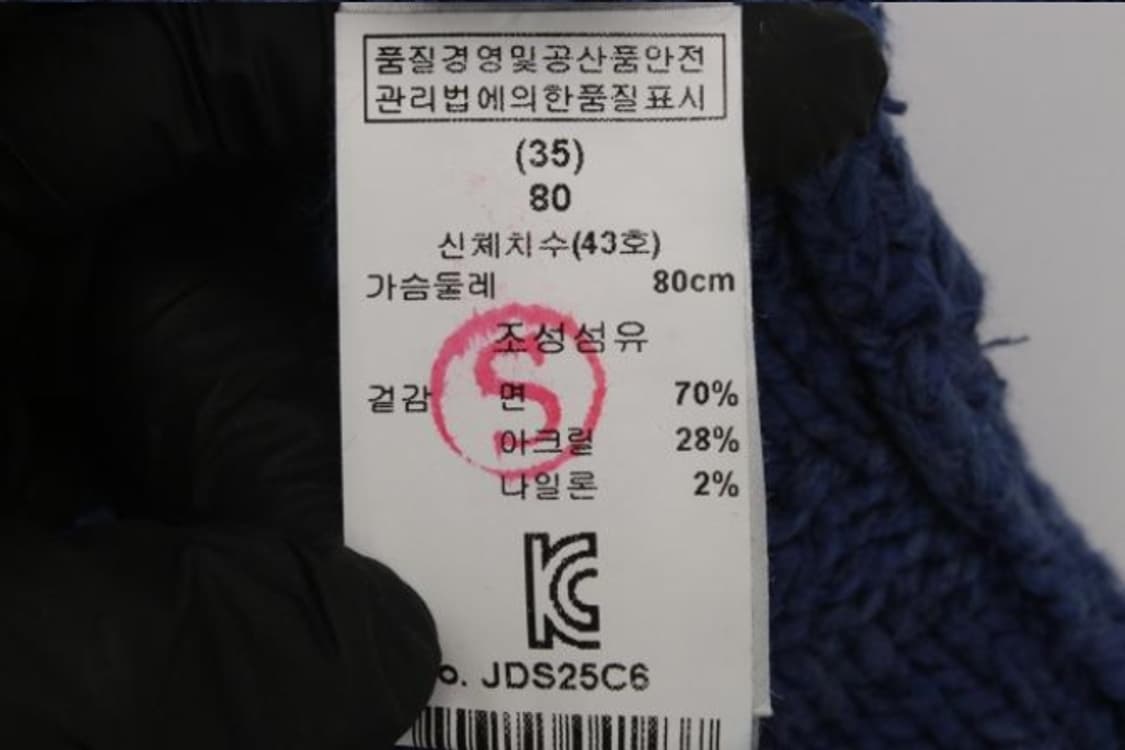 품질경영및공산품안전
관리법에의한품질표시
(35)
80
신체치수(43호)
가슴둘레 80cm
조성섬유
S
겉감 면 70%
아크릴 28%
나일론 2%
KC
o. JDS25C6